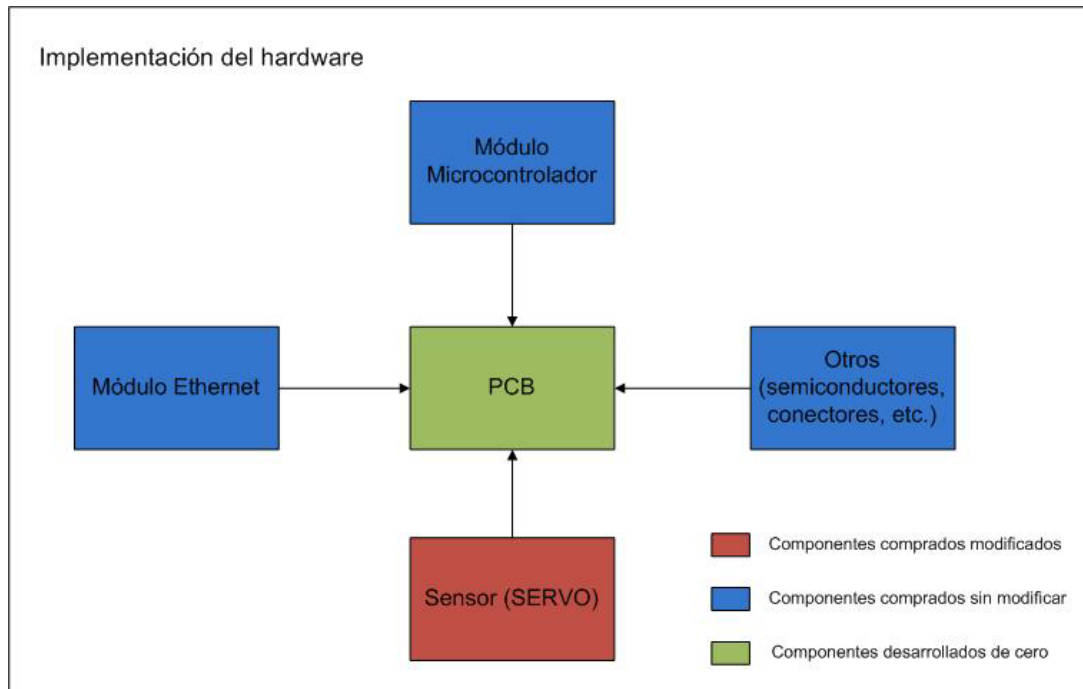 Implementación del hardware
Módulo
Microcontrolador
Módulo Ethernet
PCB
Otros
(semiconductores,
conectores, etc.)
Sensor (SERVO)
Componentes comprados modificados
Componentes comprados sin modificar
Componentes desarrollados de cero